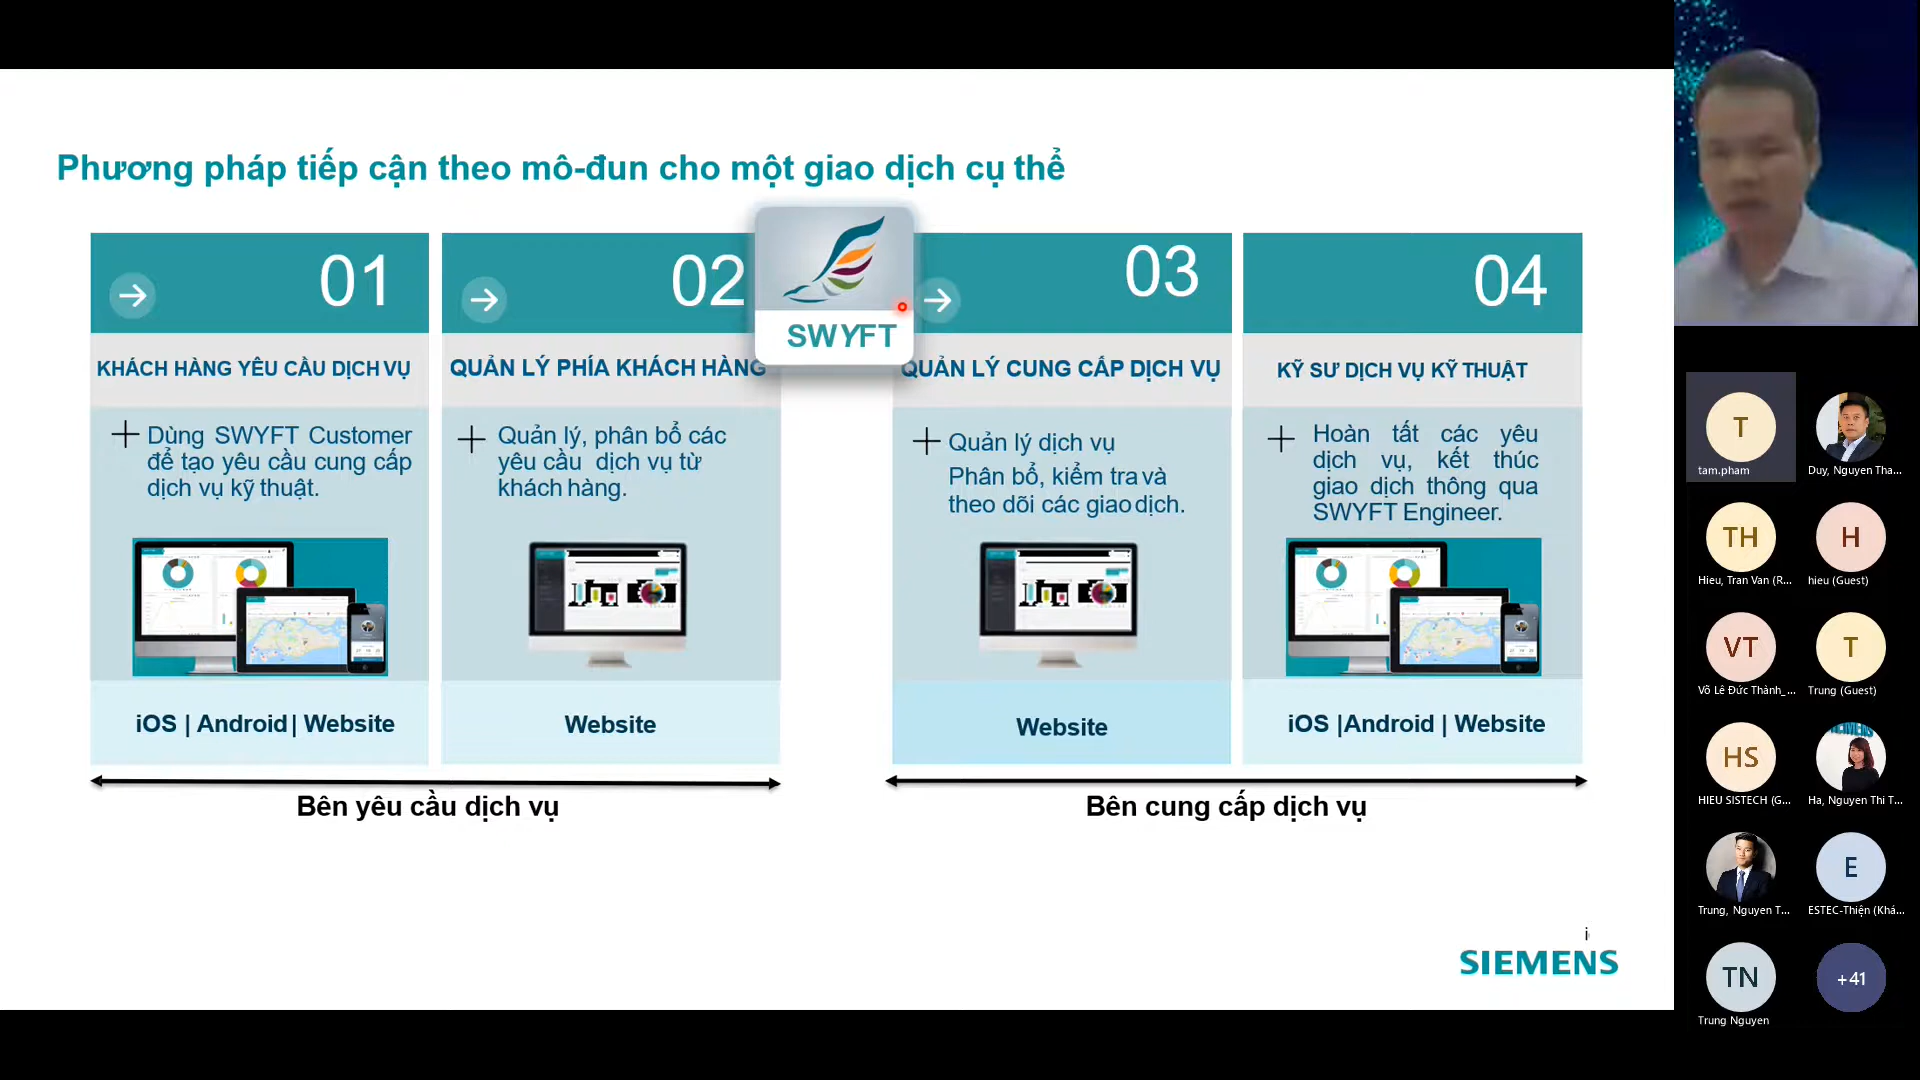 Phương pháp tiếp cận theo mô-đun cho một giao dịch cụ thể
01
02
SWYFT
03
04
KHÁCH HÀNG YÊU CẦU DỊCH VỤ
QUẢN LÝ PHÍA KHÁCH HÀNG
QUẢN LÝ CUNG CẤP DỊCH VỤ
KỸ SƯ DỊCH VỤ KỸ THUẬT
Dùng SWYFT Customer
để tạo yêu cầu cung cấp
dịch vụ kỹ thuật.
Quản lý, phân bổ các
yêu cầu dịch vụ từ
khách hàng.
Quản lý dịch vụ
Phân bổ, kiểm tra và
theo dõi các giao dịch.
Hoàn tất các yêu
dịch vụ, kết thúc
giao dịch thông qua
SWYFT Engineer.
iOS | Android | Website
Website
Website
iOS |Android | Website
Bên yêu cầu dịch vụ
Bên cung cấp dịch vụ
i
SIEMENS
T
tam.pham
Duy, Nguyen Tha...
TH
Hieu, Tran Van (R...
H
hieu (Guest)
VT
Võ Lê Đức Thành_...
T
Trung (Guest)
HS
HIEU SISTECH (G...
SIEMENS
Ha, Nguyen Thi T...
Trung, Nguyen T...
E
ESTEC-Thiện (Khá...
TN
Trung Nguyen
+41